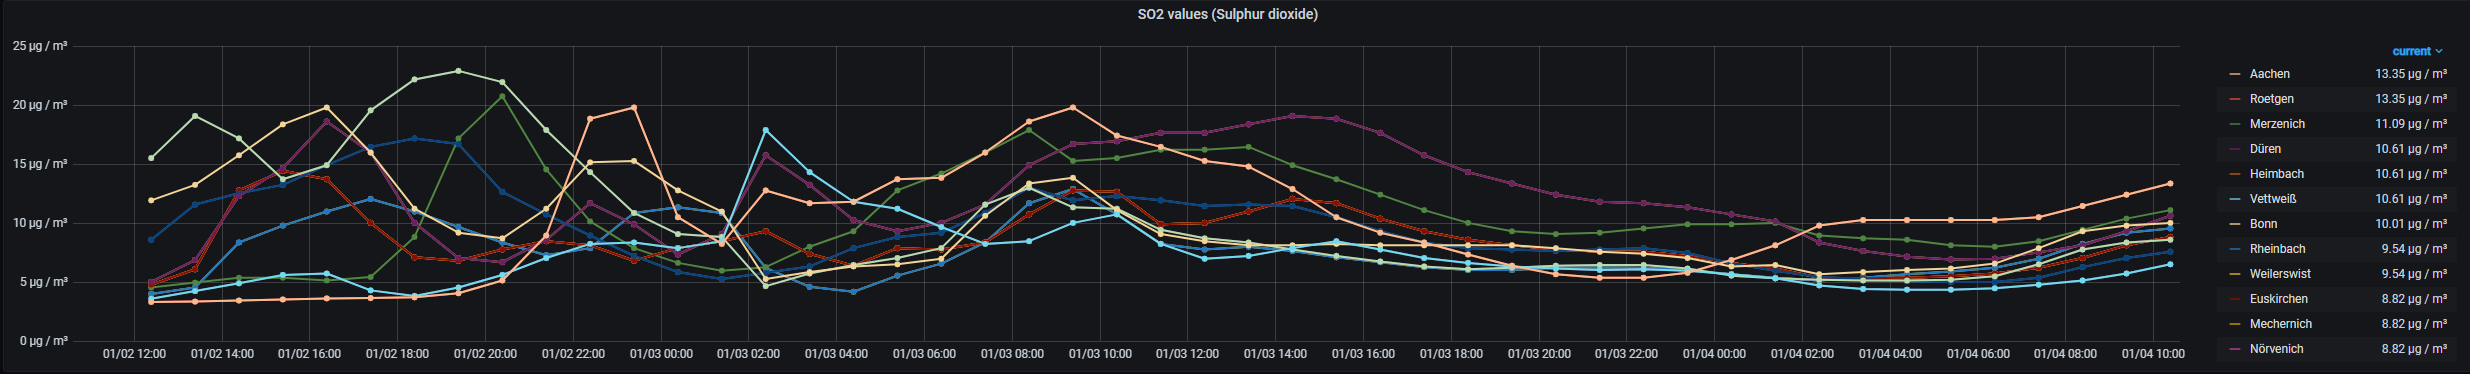 SO2 values (Sulphur dioxide)
25 μg / m³
20 μg / m³
15 μg / m³
10 μg / m³
5 μg / m³
0 μg / m³
01/02 12:00 01/02 14:00 01/02 16:00 01/02 18:00 01/02 20:00 01/02 22:00 01/03 00:00 01/03 02:00 01/03 04:00 01/03 06:00 01/03 08:00 01/03 10:00 01/03 12:00 01/03 14:00 01/03 16:00 01/03 18:00 01/03 20:00 01/03 22:00 01/04 00:00 01/04 02:00 01/04 04:00 01/04 06:00 01/04 08:00 01/04 10:00
current
Aachen 13.35 μg / m³
Roetgen 13.35 μg / m³
Merzenich 11.09 μg / m³
Düren 10.61 μg / m³
Heimbach 10.61 μg / m³
Vettweiß 10.61 μg / m³
Bonn 10.01 μg / m³
Rheinbach 9.54 μg / m³
Weilerswist 9.54 μg / m³
Euskirchen 8.82 μg / m³
Mechernich 8.82 μg / m³
Nörvenich 8.82 μg / m³